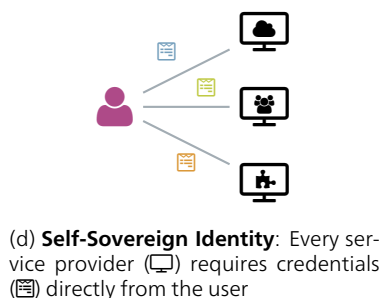 (d) Self-Sovereign Identity: Every ser-
vice provider () requires credentials
() directly from the user